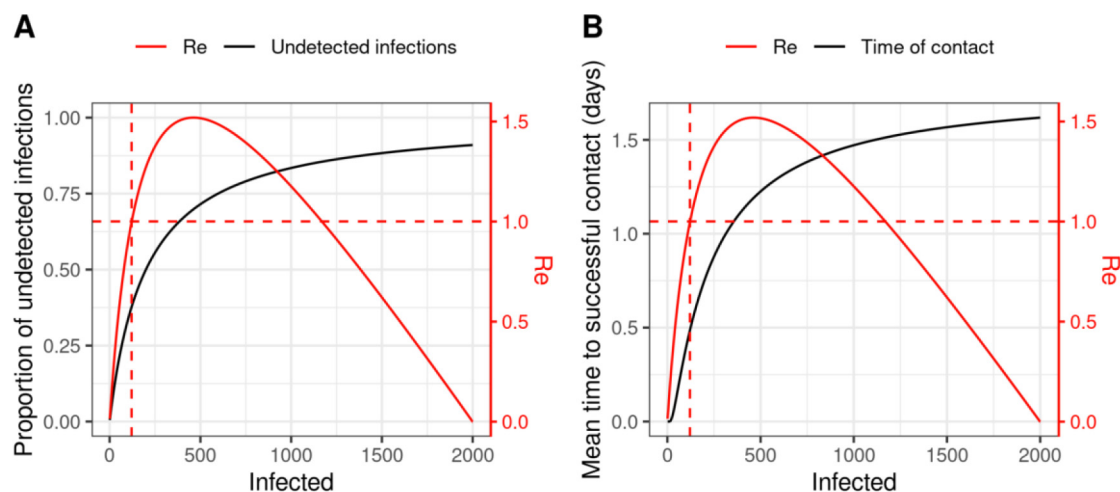 A
Re
Undetected infections
Proportion of undetected infections
1.00
0.75
0.50
0.25
0.00
1.5
1.0
0.5
0.0
Re
0
500
1000
1500
2000
Infected
B
Re
Time of contact
Mean time to successful contact (days)
1.5
1.0
0.5
0.0
1.5
1.0
0.5
0.0
Re
0
500
1000
1500
2000
Infected